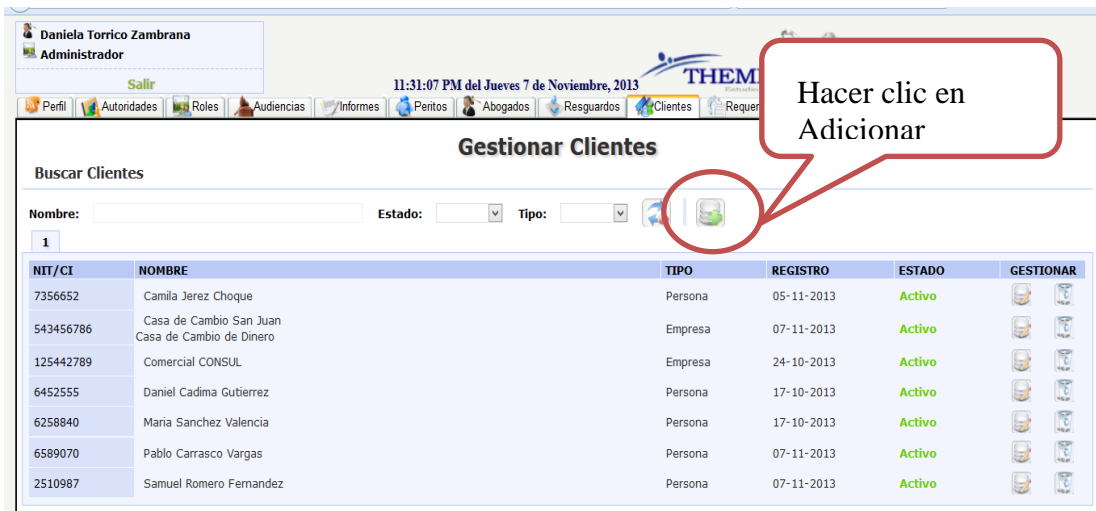 Daniela Torrico Zambrana
Administrador
Salir
11:31:07 PM del Jueves 7 de Noviembre, 2013
Perfil Autoridades Roles Audiencias Informes Peritos Abogados Resguardos Clientes
Hacer clic en
Adicionar
Gestionar Clientes
Buscar Clientes
Nombre: Estado: Tipo:
1
NIT/CI NOMBRE TIPO REGISTRO ESTADO GESTIONAR
7356652 Camila Jerez Choque Persona 05-11-2013 Activo
543456786 Casa de Cambio San Juan Empresa 07-11-2013 Activo
Casa de Cambio de Dinero
125442789 Comercial CONSUL Empresa 24-10-2013 Activo
6452555 Daniel Cadima Gutierrez Persona 17-10-2013 Activo
6258840 Maria Sanchez Valencia Persona 17-10-2013 Activo
6589070 Pablo Carrasco Vargas Persona 07-11-2013 Activo
2510987 Samuel Romero Fernandez Persona 07-11-2013 Activo